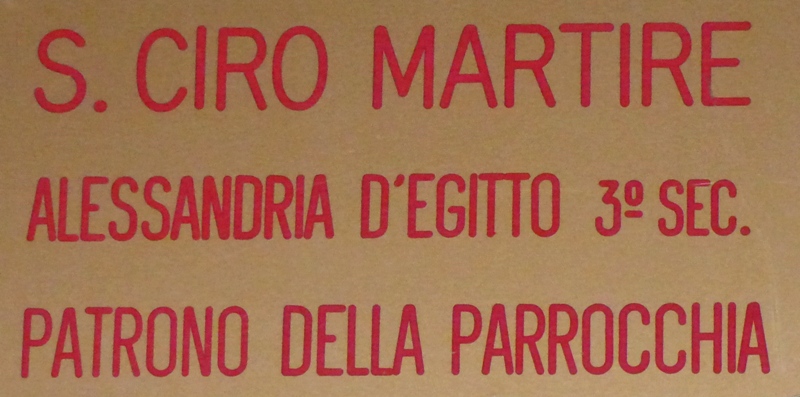 S. CIRO MARTIRE
ALESSANDRIA D'EGITTO 3º SEC.
PATRONO DELLA PARROCCHIA